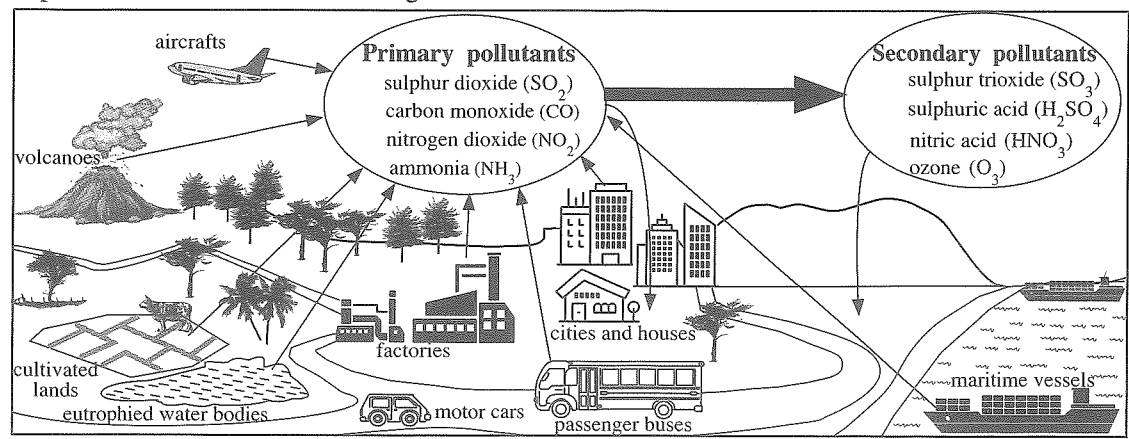 aircrafts
volcanoes
Primary pollutants
sulphur dioxide (SO₂)
carbon monoxide (CO)
nitrogen dioxide (NO₂)
ammonia (NH₃)
Secondary pollutants
sulphur trioxide (SO₃)
sulphuric acid (H₂SO₄)
nitric acid (HNO₃)
ozone (O₃)
cultivated
lands
eutrophied water bodies
factories
motor cars
cities and houses
passenger buses
maritime vessels